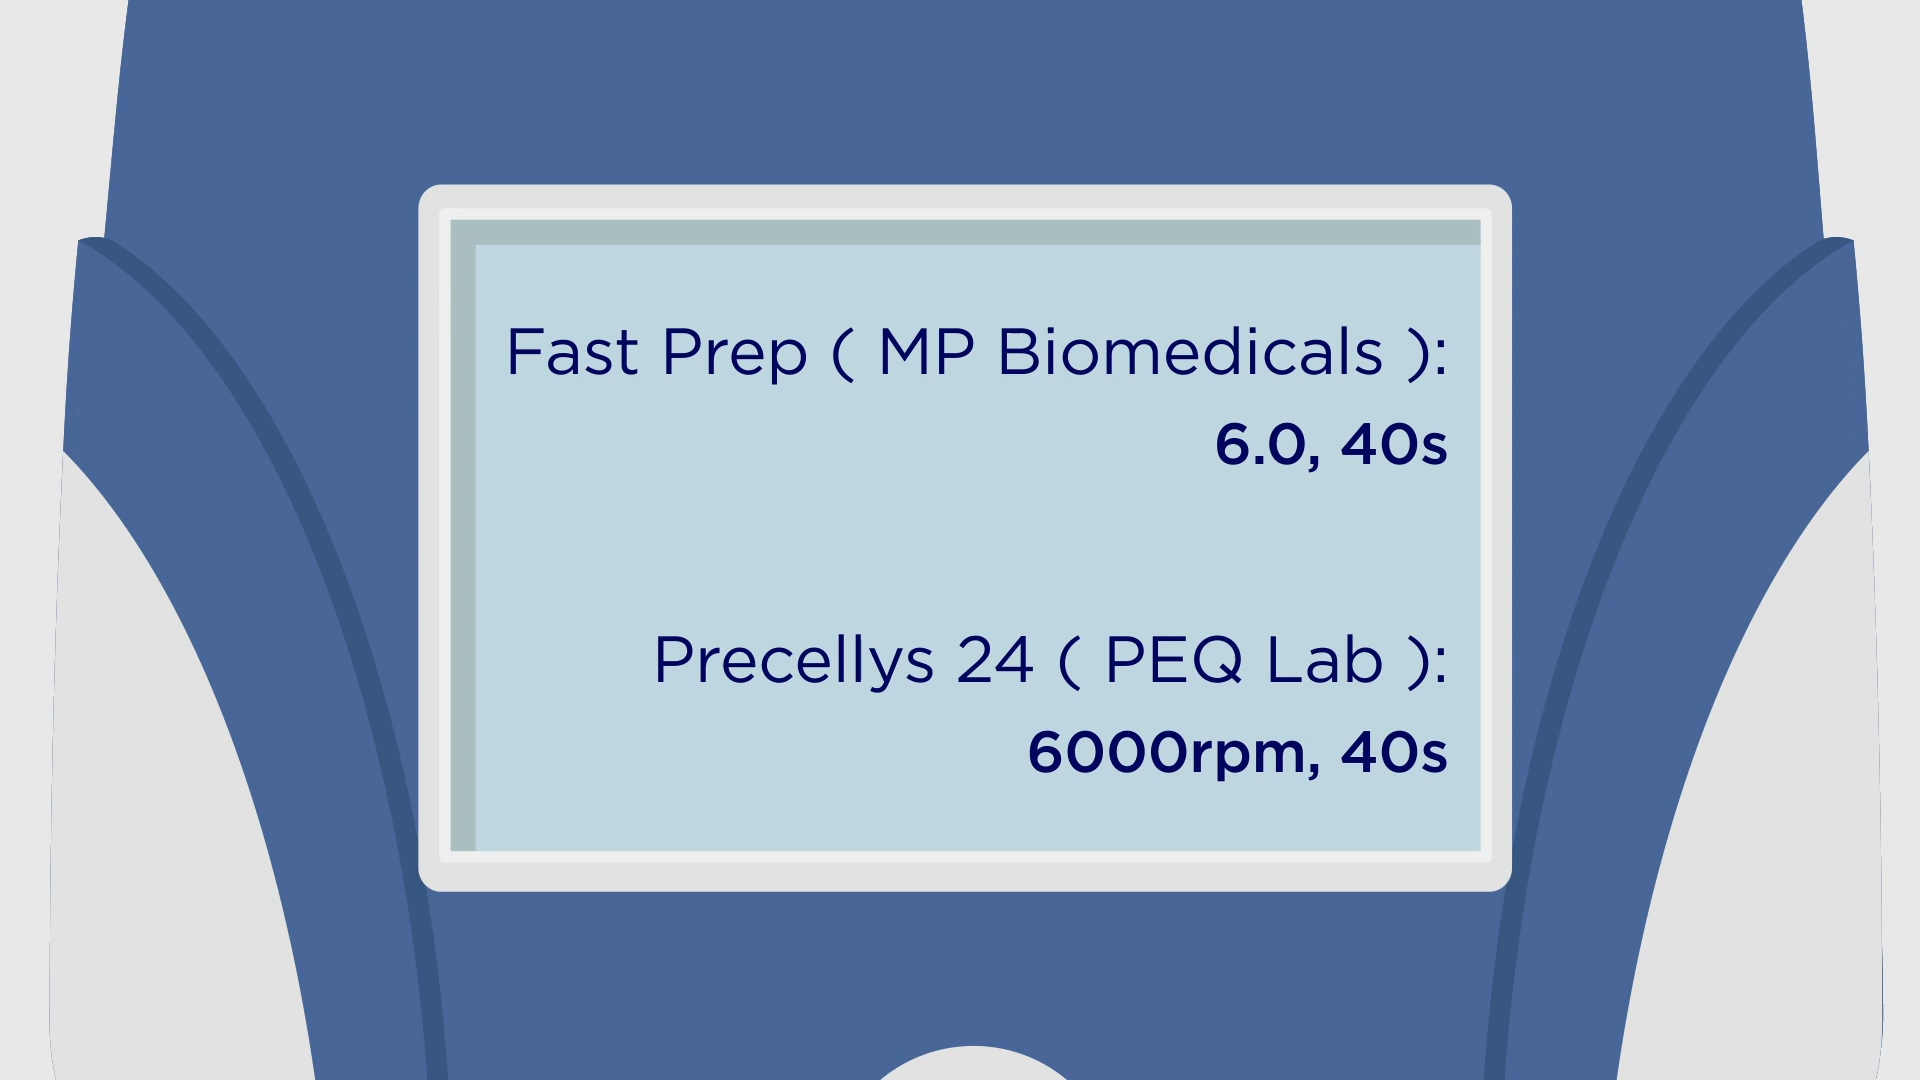 Fast Prep ( MP Biomedicals ):
6.0, 40s
Precellys 24 ( PEQ Lab ):
6000rpm, 40s